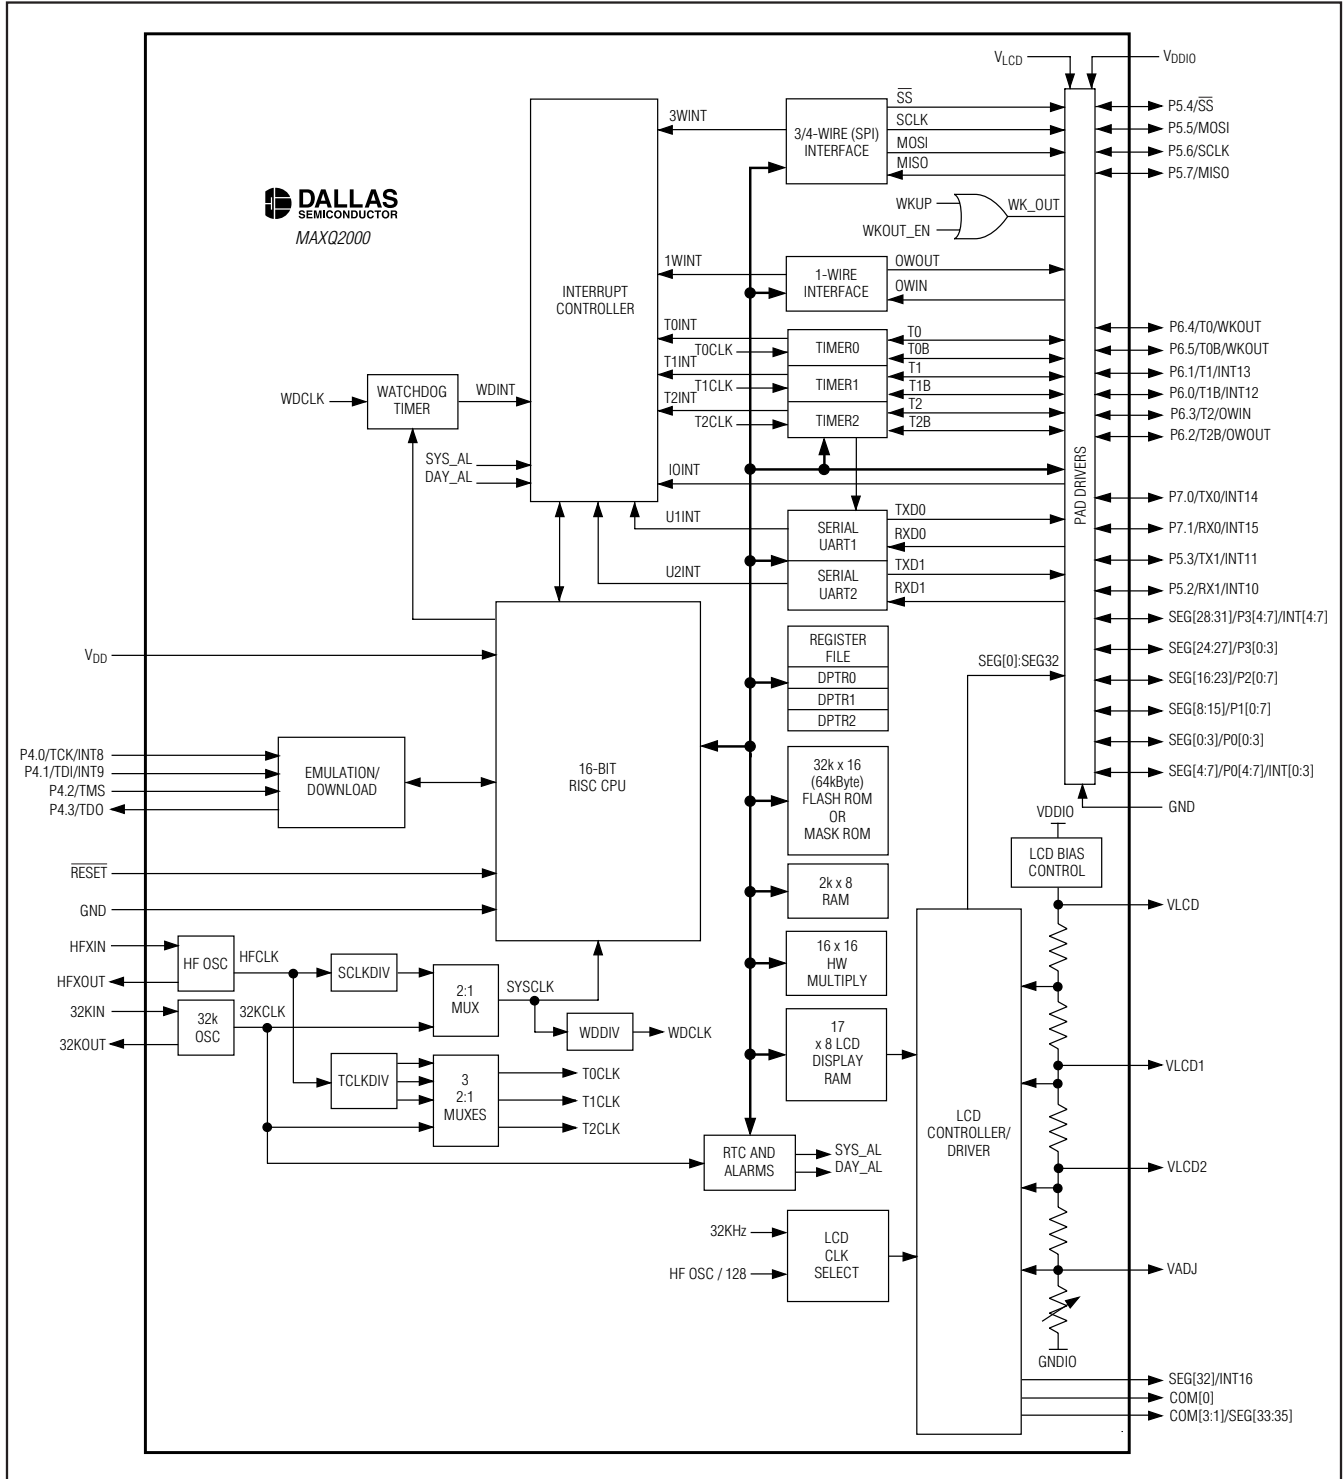 VLCD
VDDIO
DALLAS
SEMICONDUCTOR
MAXQ2000
INTERRUPT
CONTROLLER
3WINT
3/4-WIRE (SPI)
INTERFACE
SS
SCLK
MOSI
MISO
P5.4/SS
P5.5/MOSI
P5.6/SCLK
P5.7/MISO
WKUP
WKOUT_EN
WK_OUT
1WINT
1-WIRE
INTERFACE
OWOUT
OWIN
T0INT
T0CLK
T1INT
T1CLK
T2INT
T2CLK
TIMER0
TIMER1
TIMER2
T0
T0B
T1
T1B
T2
T2B
P6.4/T0/WKOUT
P6.5/T0B/WKOUT
P6.1/T1/INT13
P6.0/T1B/INT12
P6.3/T2/OWIN
P6.2/T2B/OWOUT
WDCLK
WATCHDOG
TIMER
WDINT
SYS_AL
DAY_AL
IOINT
PAD DRIVERS
U1INT
U2INT
SERIAL
UART1
SERIAL
UART2
TXD0
RXD0
TXD1
RXD1
P7.0/TX0/INT14
P7.1/RX0/INT15
P5.3/TX1/INT11
P5.2/RX1/INT10
SEG[28:31]/P3[4:7]/INT[4:7]
SEG[24:27]/P3[0:3]
SEG[16:23]/P2[0:7]
SEG[8:15]/P1[0:7]
SEG[0:3]/P0[0:3]
SEG[4:7]/P0[4:7]/INT[0:3]
GND
VDD
16-BIT
RISC CPU
REGISTER
FILE
DPTR0
DPTR1
DPTR2
SEG[0]:SEG32
P4.0/TCK/INT8
P4.1/TDI/INT9
P4.2/TMS
P4.3/TDO
EMULATION/
DOWNLOAD
32k x 16
(64kByte)
FLASH ROM
OR
MASK ROM
VDDIO
LCD BIAS
CONTROL
RESET
GND
2k x 8
RAM
VLCD
HFXIN
HFXOUT
HF OSC
HFCLK
SCLKDIV
2:1
MUX
SYSCLK
16 x 16
HW
MULTIPLY
32KIN
32KOUT
32k
OSC
32KCLK
WDDIV
WDCLK
17
x 8 LCD
DISPLAY
RAM
TCLKDIV
3
2:1
MUXES
T0CLK
T1CLK
T2CLK
VLCD1
LCD
CONTROLLER/
DRIVER
RTC AND
ALARMS
SYS_AL
DAY_AL
VLCD2
32KHz
HF OSC / 128
LCD
CLK
SELECT
VADJ
GNDIO
SEG[32]/INT16
COM[0]
COM[3:1]/SEG[33:35]